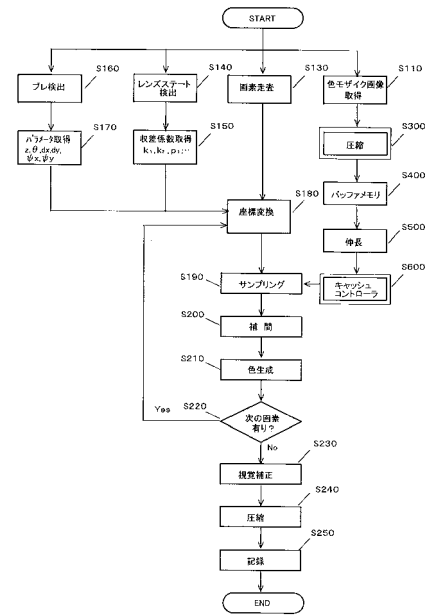 START
S160
ブレ検出
S140
レンズステート
検出
S130
画素走査
S110
色モザイク画像
取得
S170
パラメータ取得
z,θ,dx,dy,
ψx,ψy
S150
収差係数取得
k1,k2,p1,…
S300
圧縮
S400
バッファメモリ
S180
座標変換
S500
伸長
S190
サンプリング
S600
キャッシュ
コントローラ
S200
補間
S210
色生成
S220
次の画素
有り?
Yes
No
S230
視覚補正
S240
圧縮
S250
記録
END